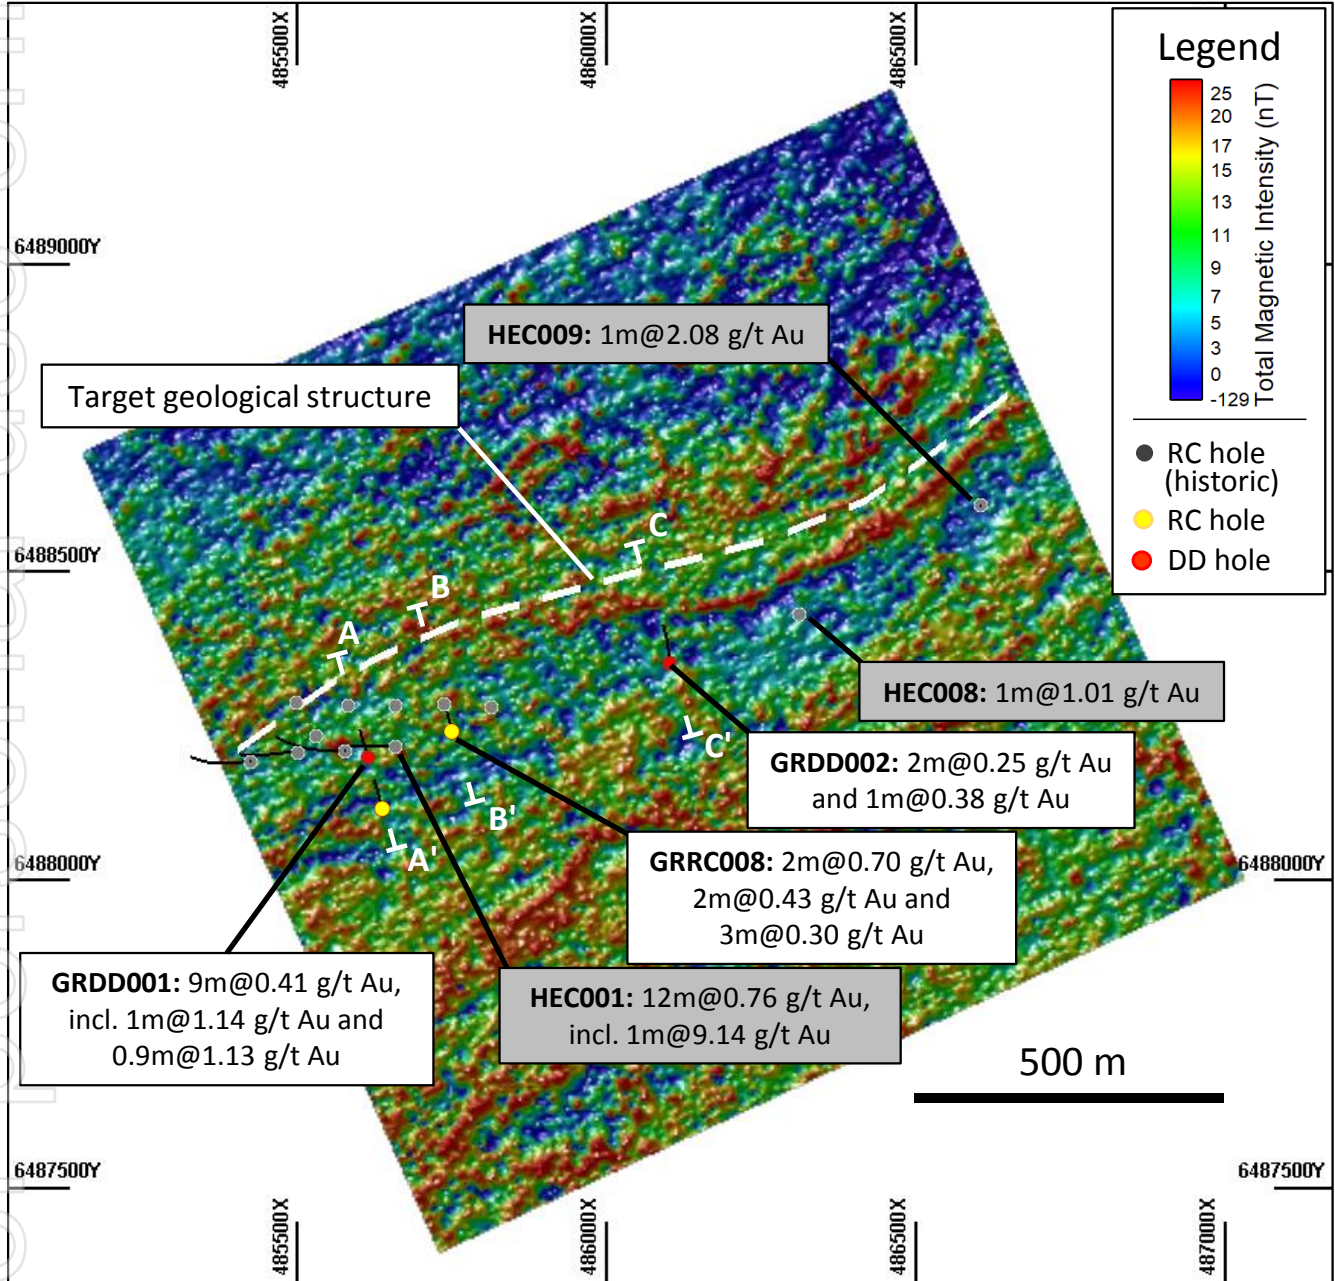 485500X
486000X
486500X
Legend
25
20
17
15
13
11
9
7
5
3
0
-129
Total Magnetic Intensity (nT)
RC hole
(historic)
RC hole
DD hole
6489000Y
HEC009: 1m@2.08 g/t Au
Target geological structure
C
6488500Y
B
A
HEC008: 1m@1.01 g/t Au
C'
GRDD002: 2m@0.25 g/t Au
and 1m@0.38 g/t Au
B'
A'
6488000Y
6488000Y
GRRC008: 2m@0.70 g/t Au,
2m@0.43 g/t Au and
3m@0.30 g/t Au
GRDD001: 9m@0.41 g/t Au,
incl. 1m@1.14 g/t Au and
0.9m@1.13 g/t Au
HEC001: 12m@0.76 g/t Au,
incl. 1m@9.14 g/t Au
500 m
6487500Y
6487500Y
485500X
486000X
486500X
487000X